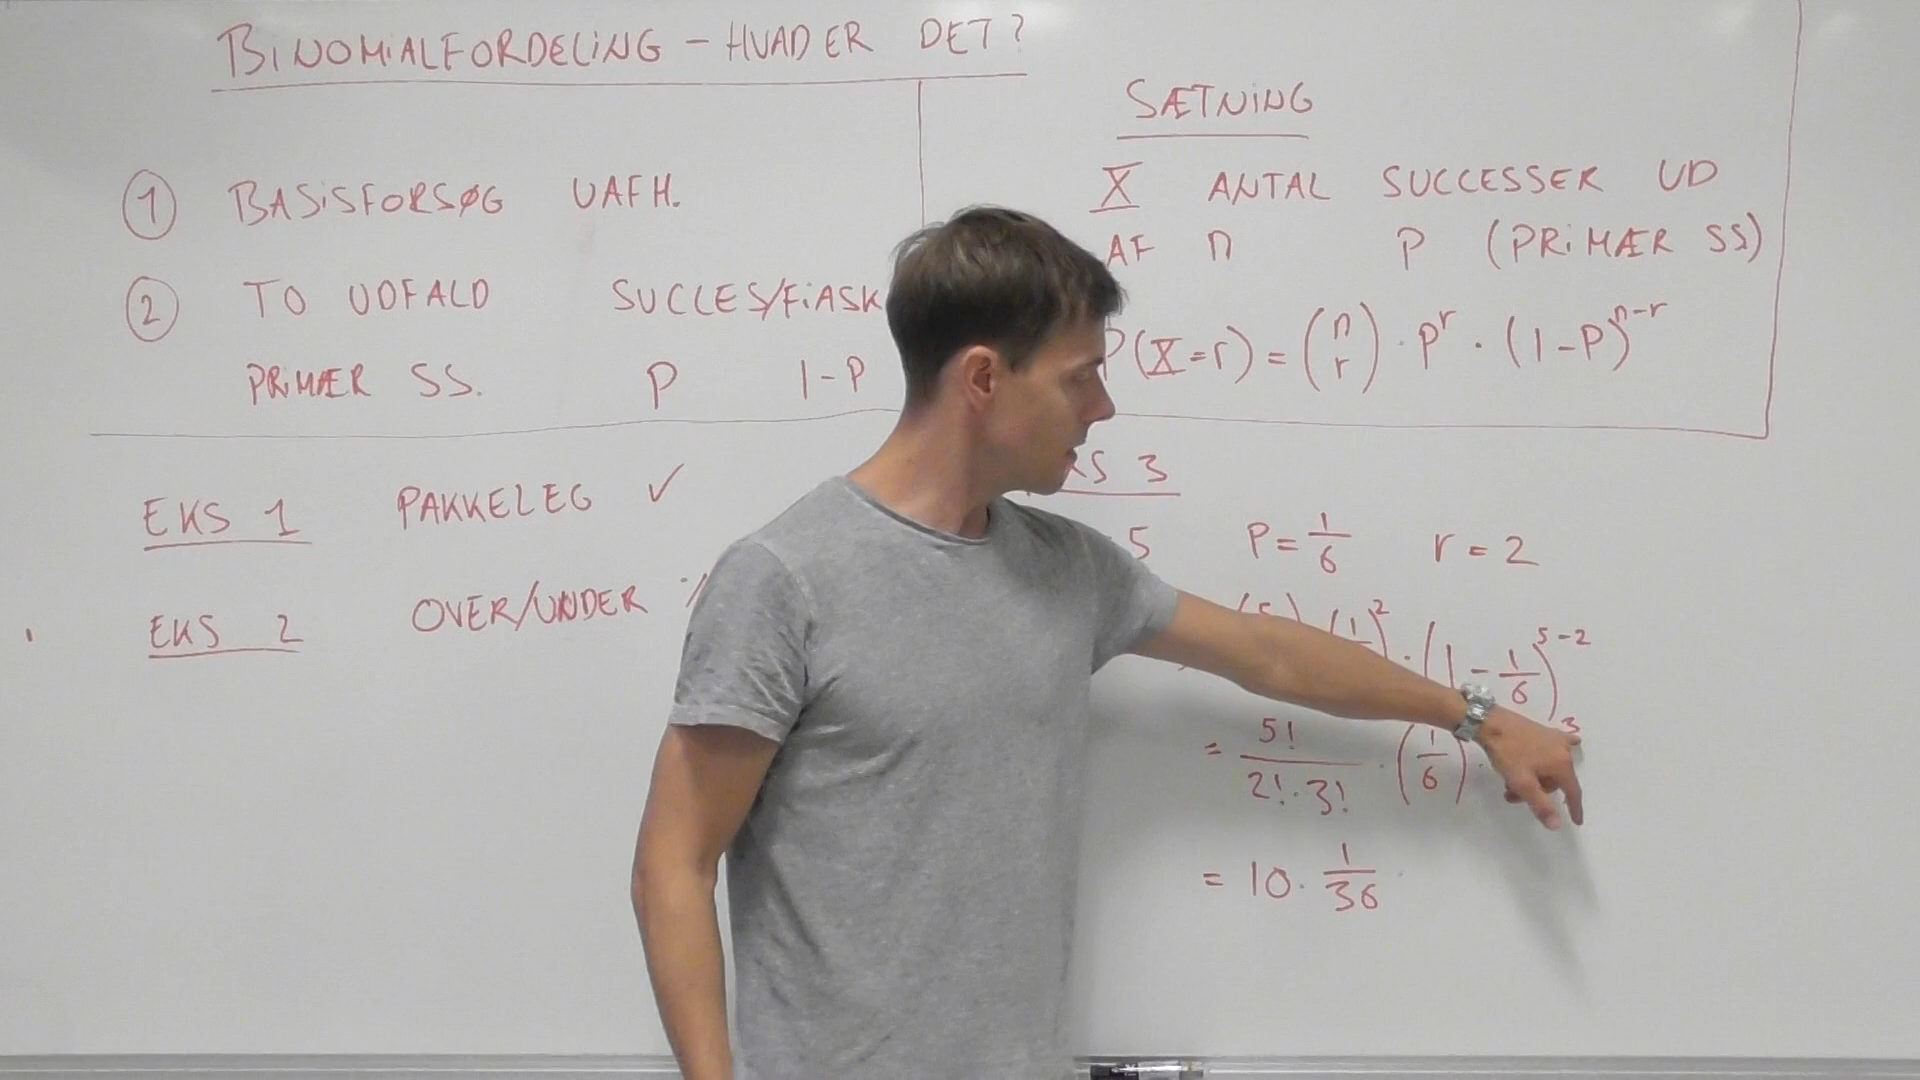 BINOMIALFORDELING – HVAD ER DET?
① BASISFORSØG UAFH.
② TO UDFALD SUCCES/FIASK
PRIMÆR SS. P 1-P
SÆTNING
X ANTAL SUCCESSER UD
AF n P (PRIMÆR SS)
P(X=r) = (n r) · P^r · (1-P)^n-r
EKS 1 PAKKELEG ✓
EKS 2 OVER/UNDER ·/
KS 3
5 P = 1/6 r = 2
(5 ) (1 )^2 · (1 - 1/6)^5-2
= 5!/2!·3! · (1/6) · 3
= 10 · 1/36 ·